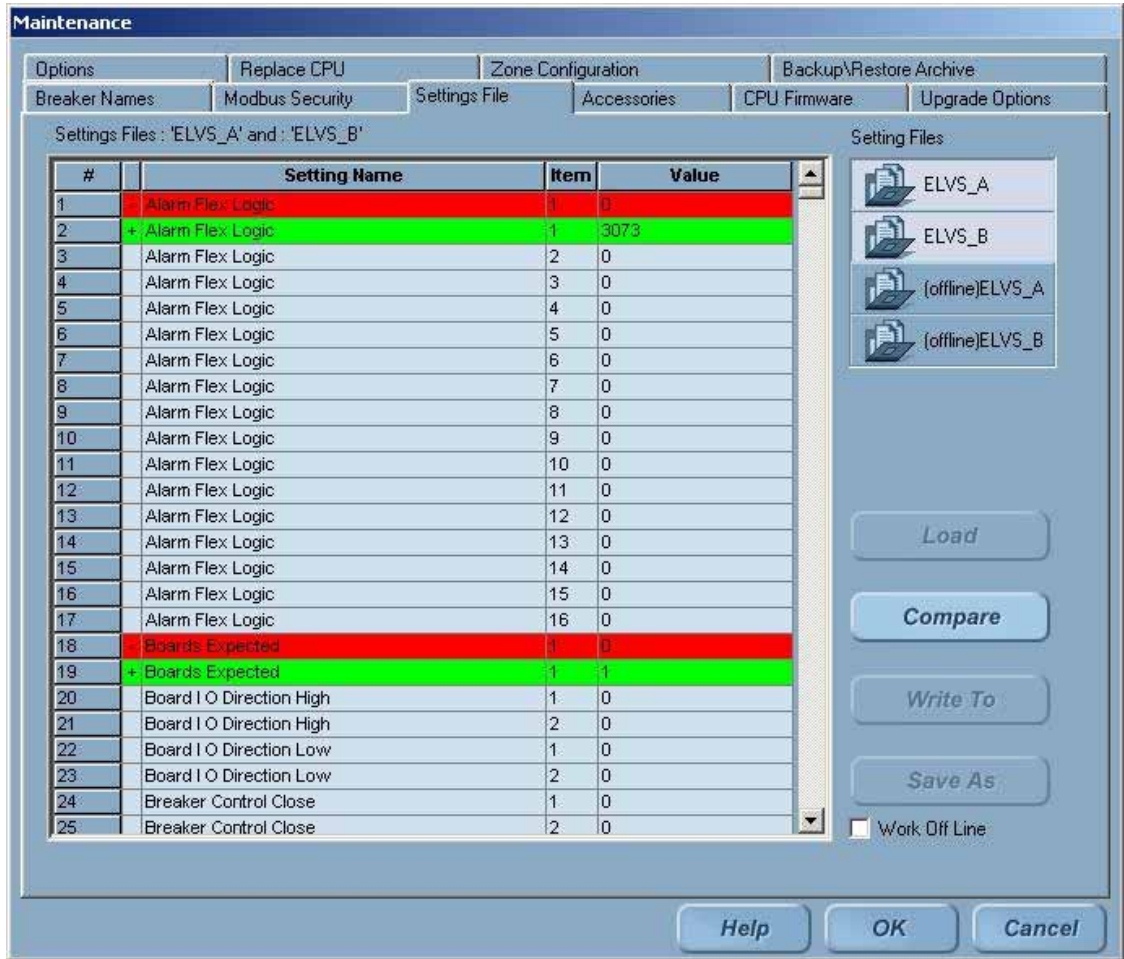 Maintenance
Options Replace CPU Zone Configuration Backup\Restore Archive
Breaker Names Modbus Security Settings File Accessories CPU Firmware Upgrade Options
Settings Files : 'ELVS_A' and : 'ELVS_B'
Setting Files
# Setting Name Item Value
1 - Alarm Flex Logic 1 0
2 + Alarm Flex Logic 1 3073
3 Alarm Flex Logic 2 0
4 Alarm Flex Logic 3 0
5 Alarm Flex Logic 4 0
6 Alarm Flex Logic 5 0
7 Alarm Flex Logic 6 0
8 Alarm Flex Logic 7 0
9 Alarm Flex Logic 8 0
10 Alarm Flex Logic 9 0
11 Alarm Flex Logic 10 0
12 Alarm Flex Logic 11 0
13 Alarm Flex Logic 12 0
14 Alarm Flex Logic 13 0
15 Alarm Flex Logic 14 0
16 Alarm Flex Logic 15 0
17 Alarm Flex Logic 16 0
18 - Boards Expected 1 0
19 + Boards Expected 1 1
20 Board I O Direction High 1 0
21 Board I O Direction High 2 0
22 Board I O Direction Low 1 0
23 Board I O Direction Low 2 0
24 Breaker Control Close 1 0
25 Breaker Control Close 2 0
ELVS_A
ELVS_B
(offline)ELVS_A
(offline)ELVS_B
Load
Compare
Write To
Save As
Work Off Line
Help OK Cancel